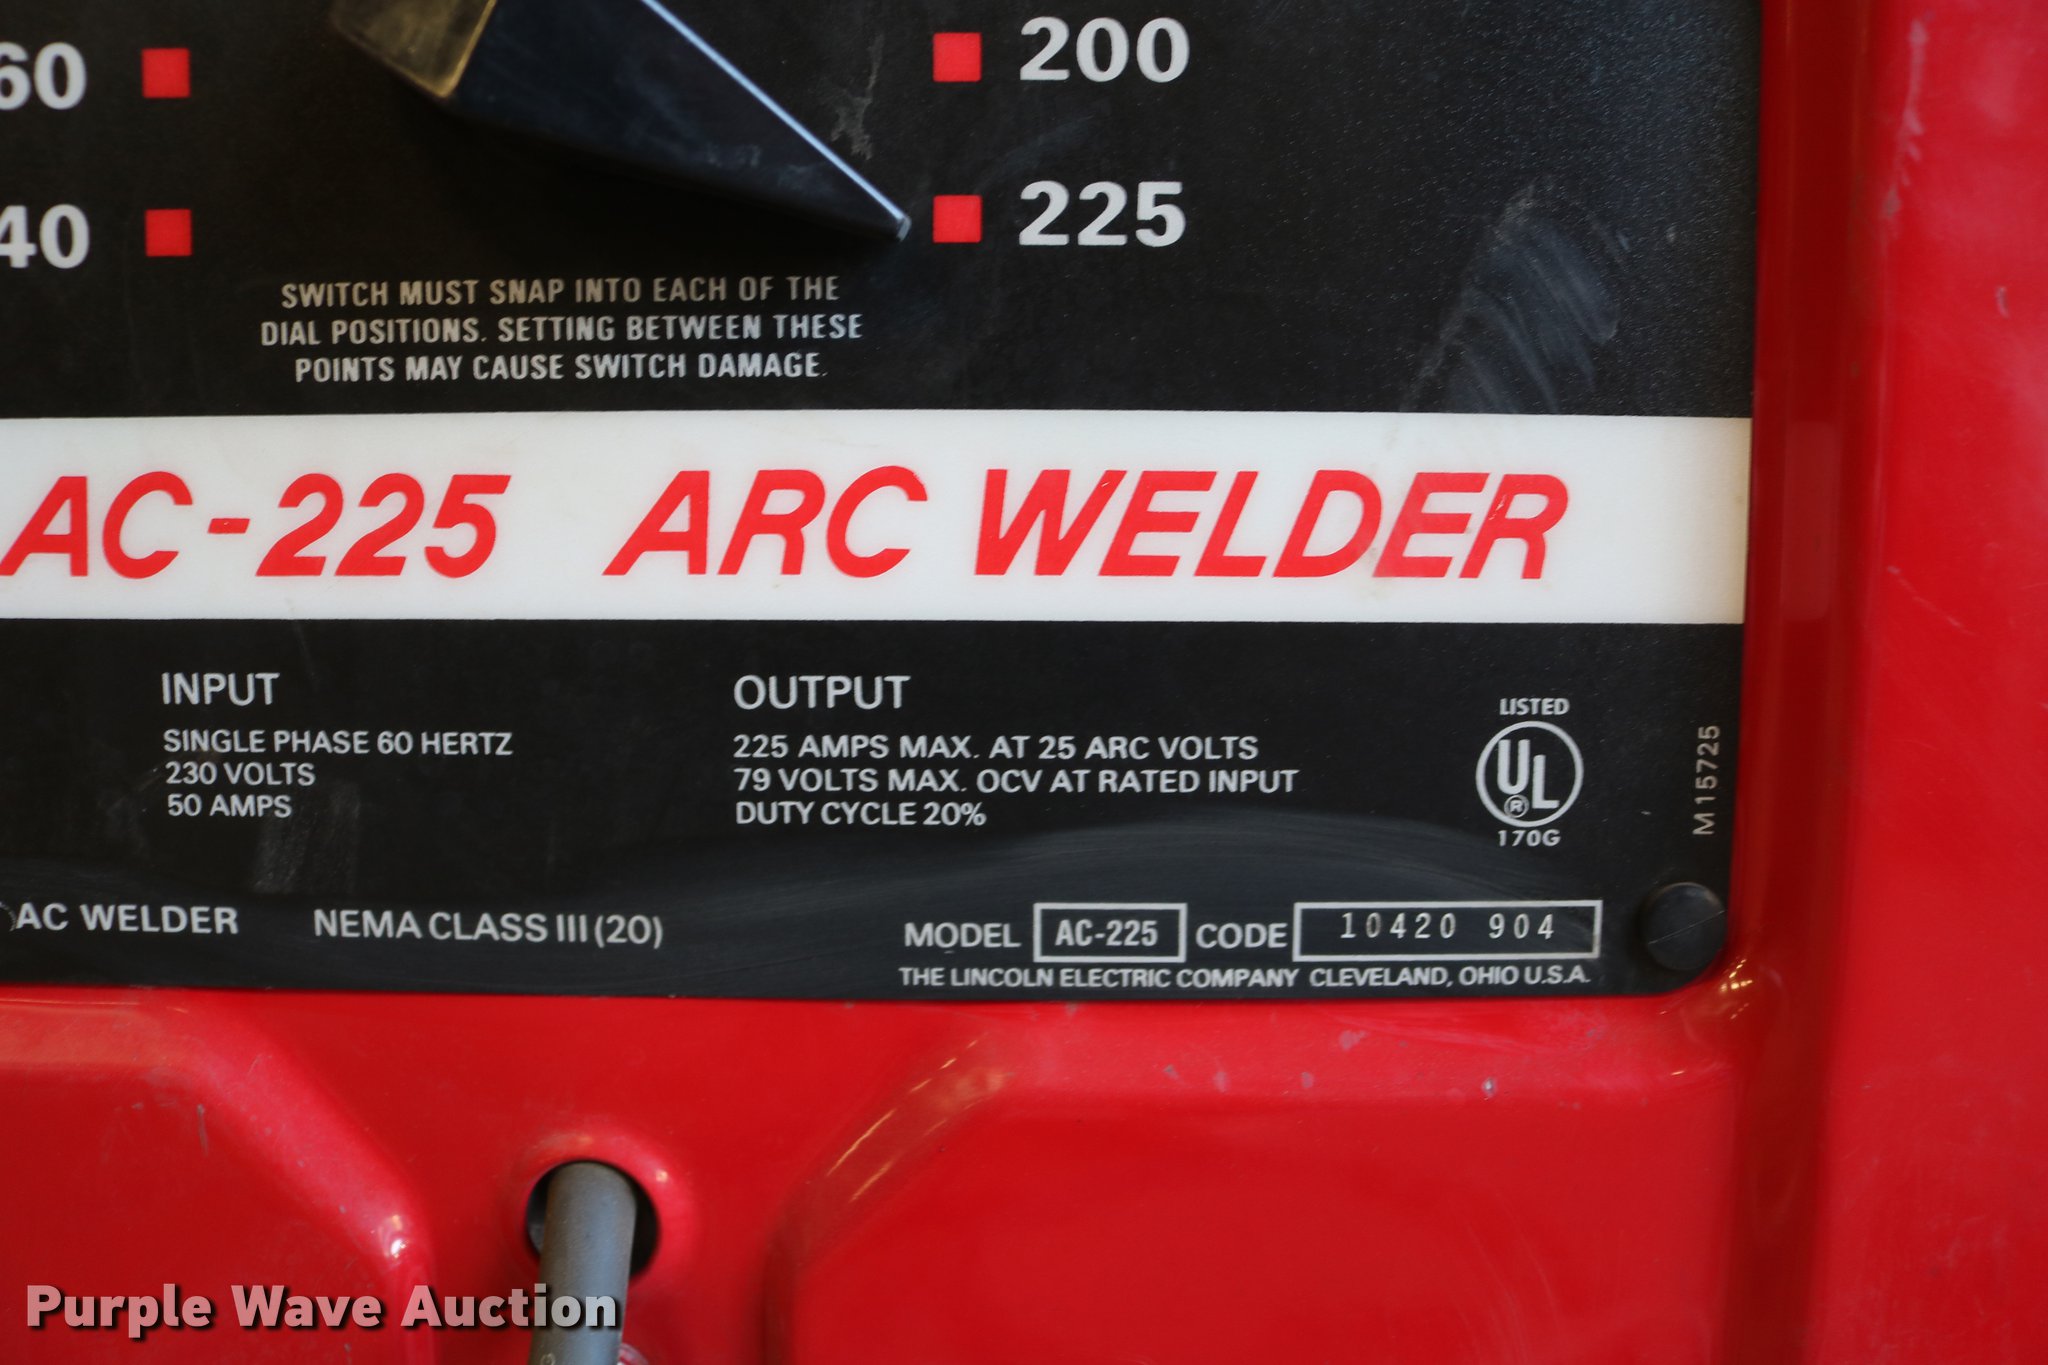 60
200
40
225
SWITCH MUST SNAP INTO EACH OF THE
DIAL POSITIONS. SETTING BETWEEN THESE
POINTS MAY CAUSE SWITCH DAMAGE.
AC-225 ARC WELDER
INPUT
SINGLE PHASE 60 HERTZ
230 VOLTS
50 AMPS
OUTPUT
225 AMPS MAX. AT 25 ARC VOLTS
79 VOLTS MAX. OCV AT RATED INPUT
DUTY CYCLE 20%
LISTED
UL
®
170G
M15725
AC WELDER NEMA CLASS III (20)
MODEL AC-225 CODE 10420 904
THE LINCOLN ELECTRIC COMPANY CLEVELAND, OHIO U.S.A.
Purple Wave Auction